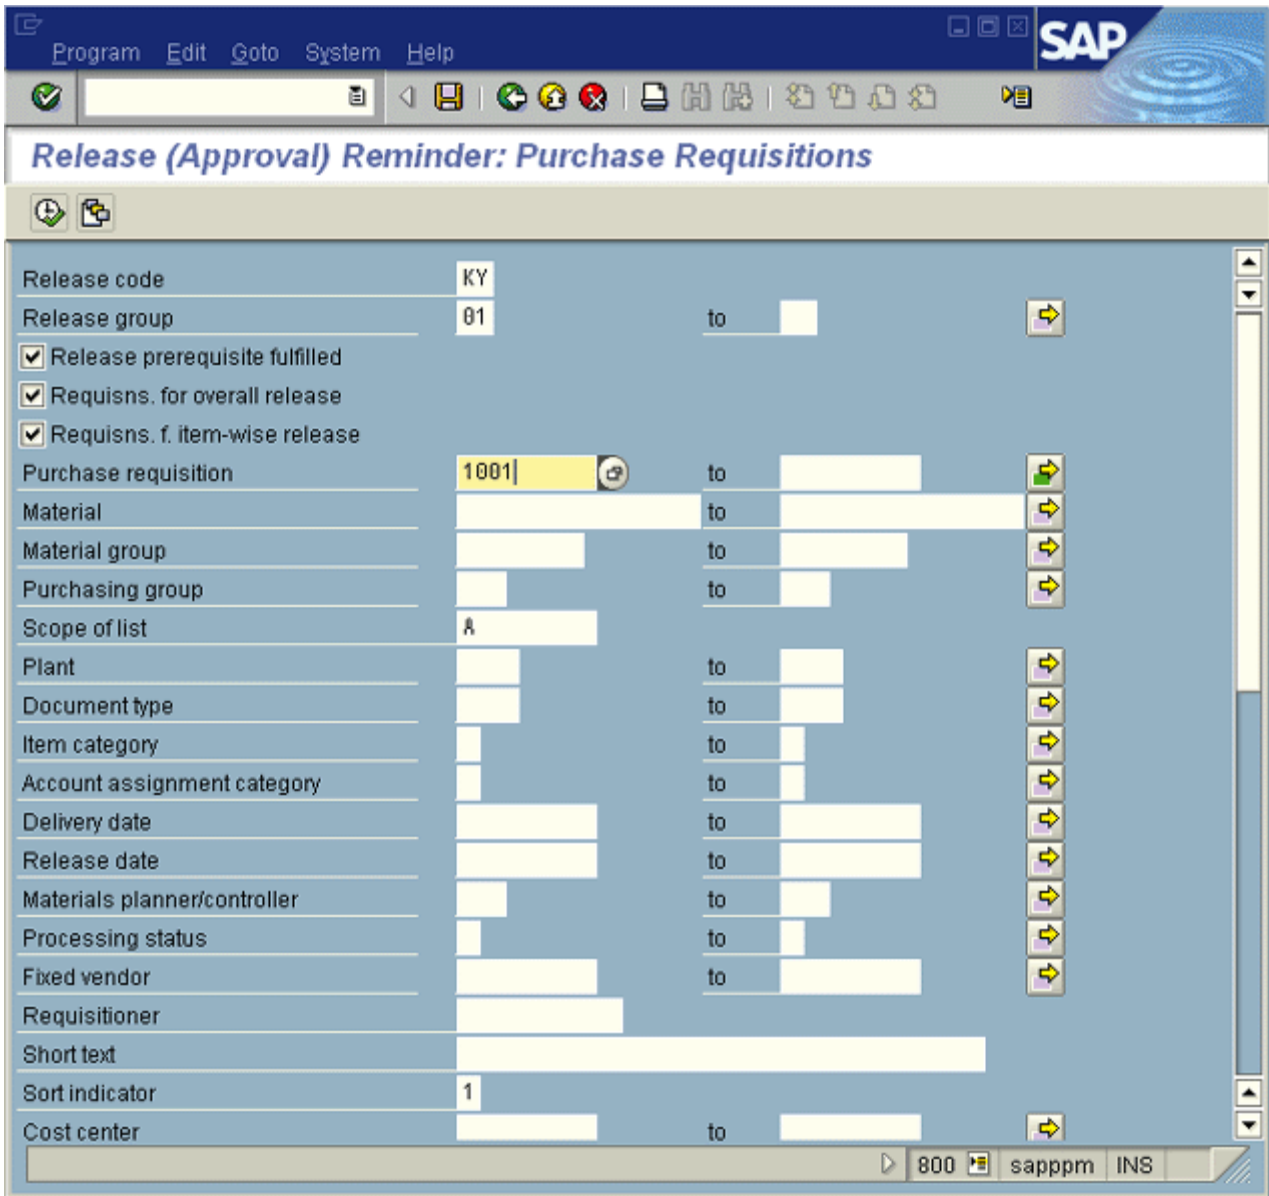 Program Edit Goto System Help
SAP
Release (Approval) Reminder: Purchase Requisitions
Release code KY
Release group 01 to
Release prerequisite fulfilled
Requisns. for overall release
Requisns. f. item-wise release
Purchase requisition 1001 to
Material to
Material group to
Purchasing group to
Scope of list A
Plant to
Document type to
Item category to
Account assignment category to
Delivery date to
Release date to
Materials planner/controller to
Processing status to
Fixed vendor to
Requisitioner
Short text
Sort indicator 1
Cost center to
800 sapppm INS